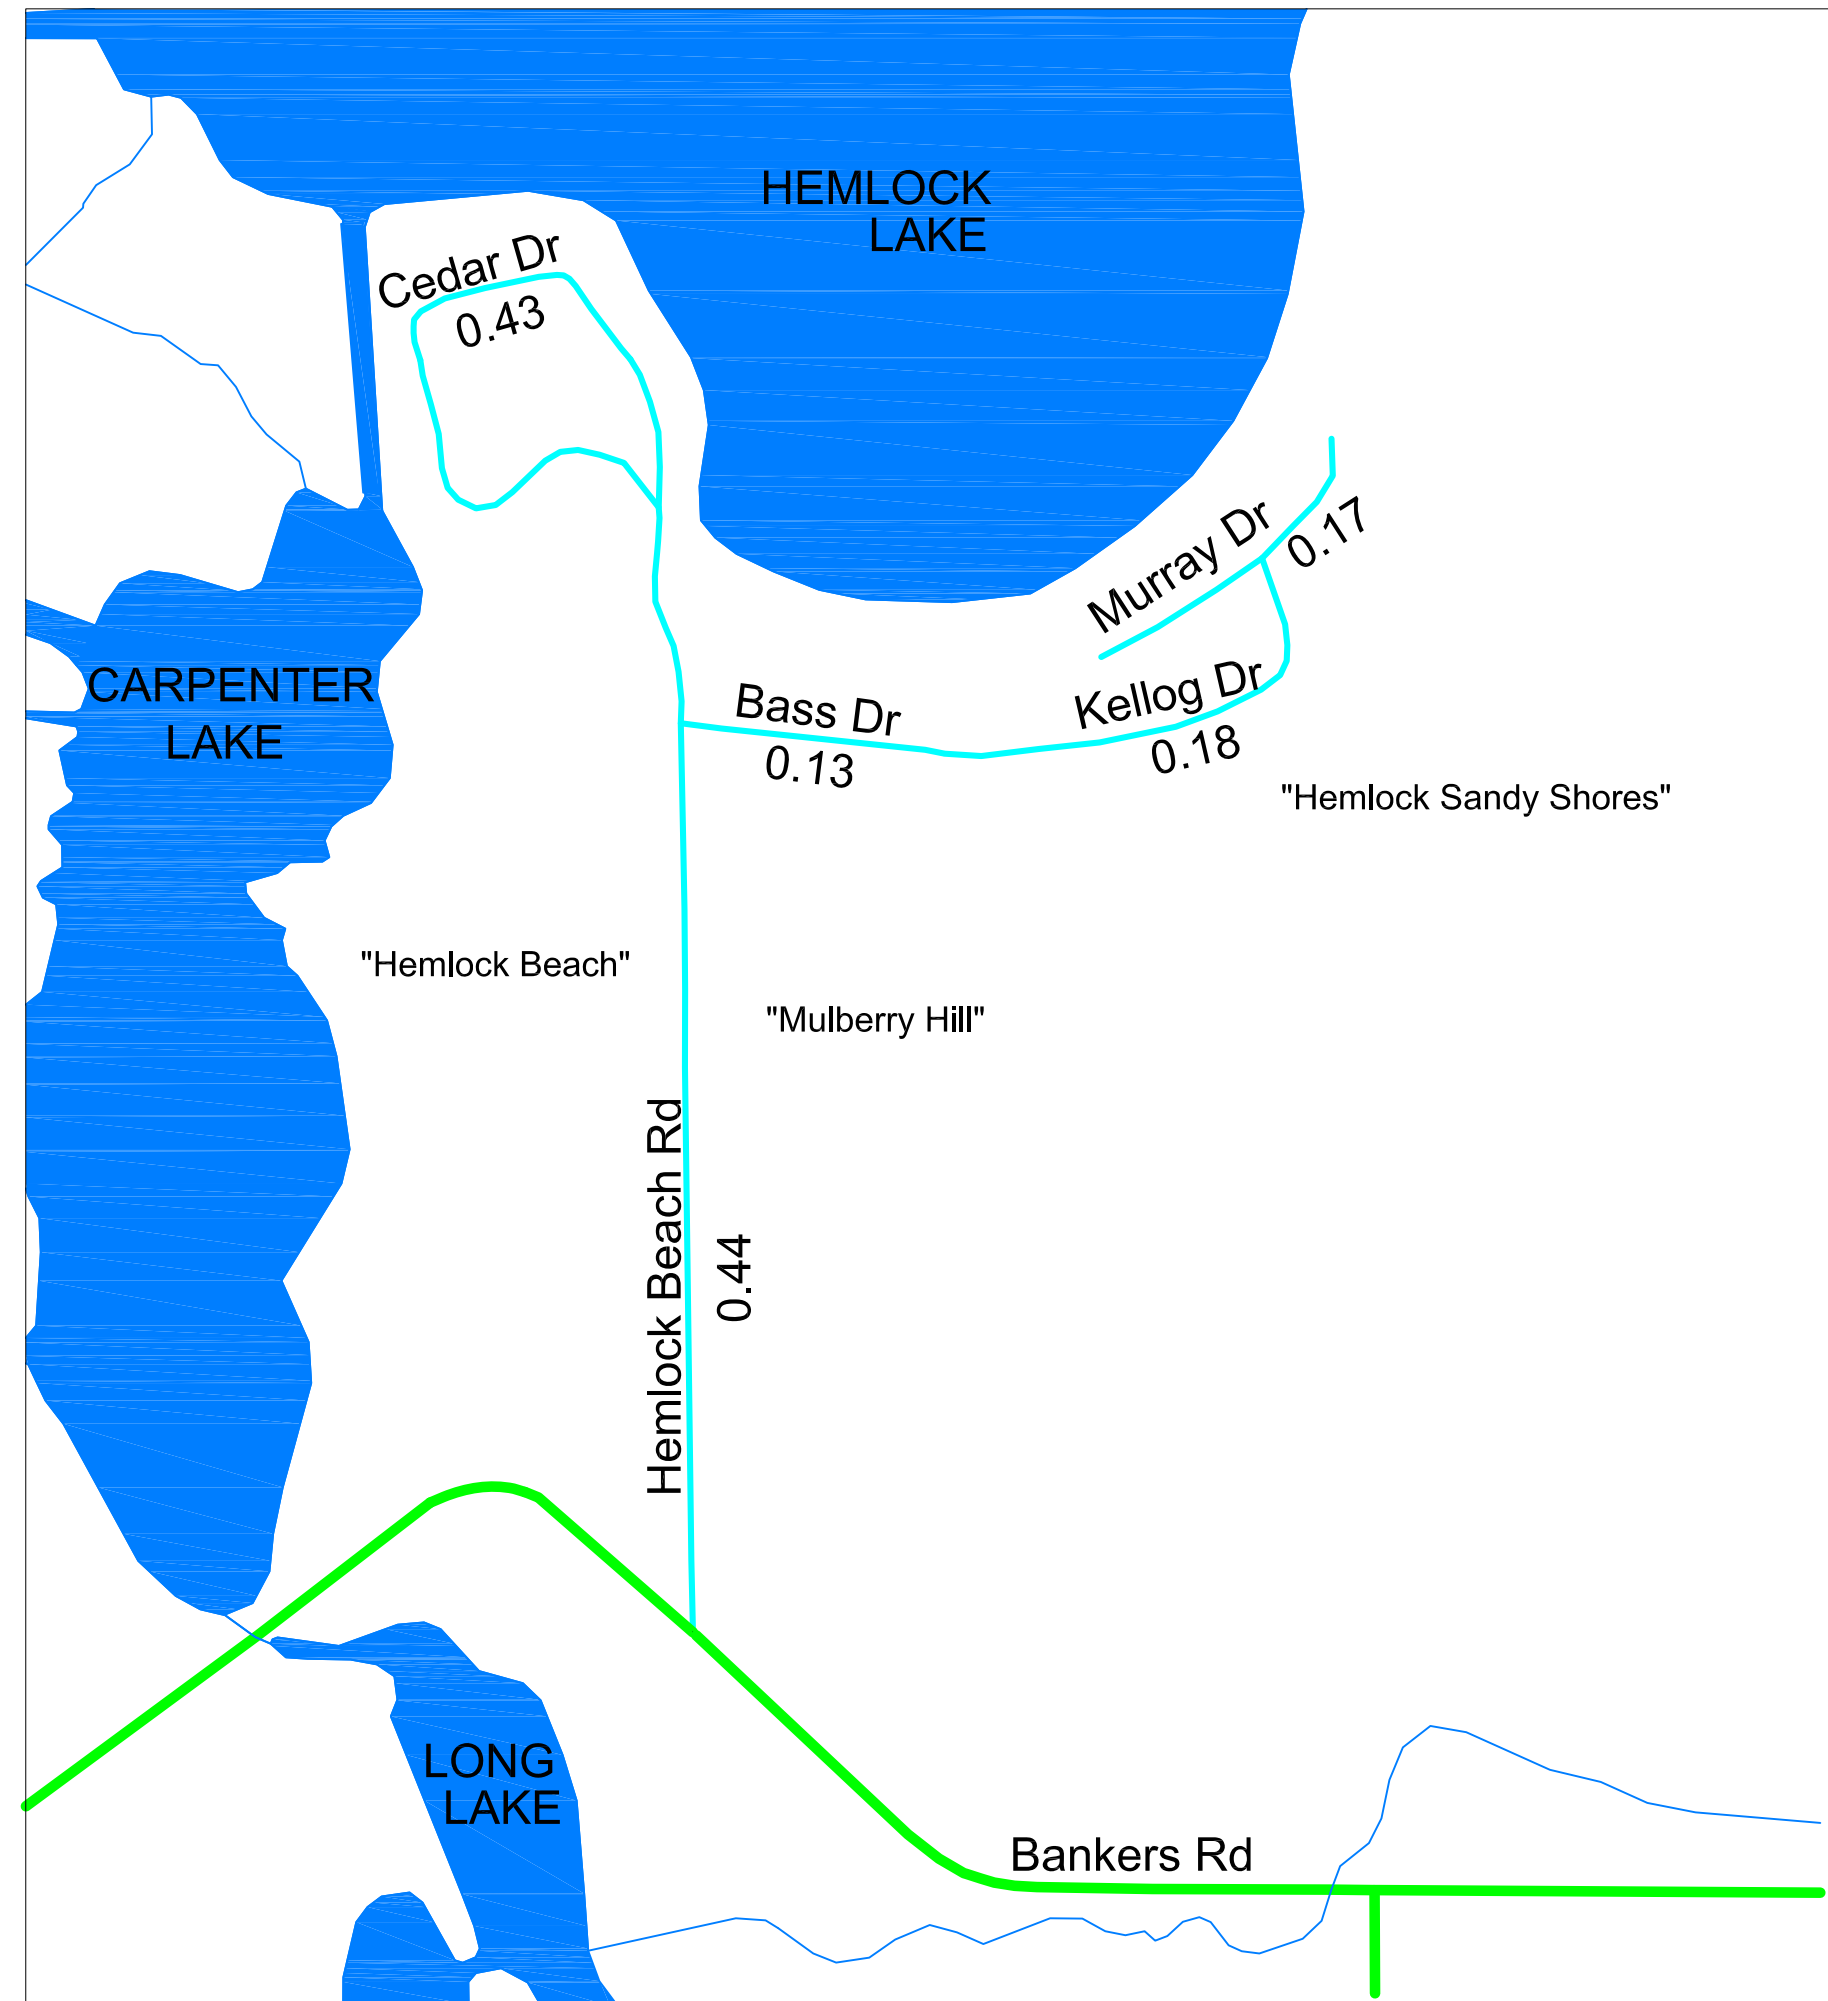 HEMLOCK
LAKE
Cedar Dr
0.43
Murray Dr
0.17
CARPENTER
LAKE
Bass Dr
0.13
Kellog Dr
0.18
"Hemlock Sandy Shores"
"Hemlock Beach"
"Mulberry Hill"
Hemlock Beach Rd
0.44
LONG
LAKE
Bankers Rd